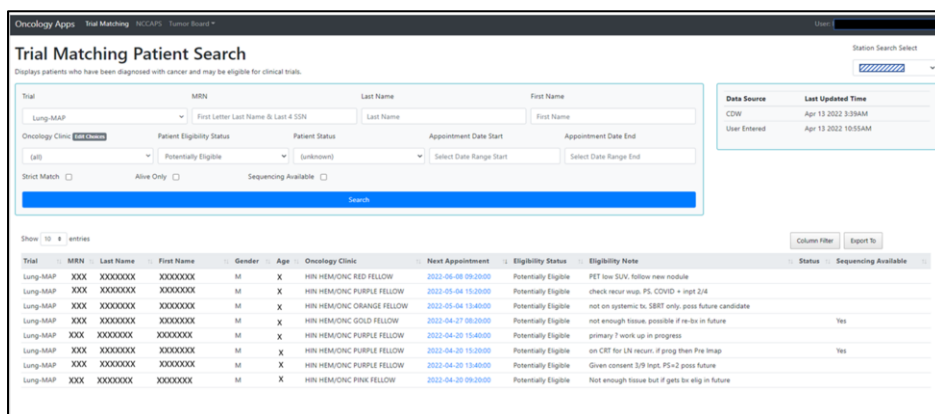 Oncology Apps Trial Matching NCCAPS Tumor Board
User:
Trial Matching Patient Search
Displays patients who have been diagnosed with cancer and may be eligible for clinical trials.
Station Search Select
Trial MRN Last Name First Name
Lung-MAP First Letter Last Name & Last 4 SSN Last Name First Name
Oncology Clinic Edit Choices Patient Eligibility Status Patient Status Appointment Date Start Appointment Date End
(all) Potentially Eligible (unknown) Select Date Range Start Select Date Range End
Strict Match Alive Only Sequencing Available
Search
Data Source Last Updated Time
CDW Apr 13 2022 3:39AM
User Entered Apr 13 2022 10:55AM
Show 10 entries
Column Filter Export To
Trial MRN Last Name First Name Gender Age Oncology Clinic Next Appointment Eligibility Status Eligibility Note Status Sequencing Available
Lung-MAP XXX XXXXXXX XXXXXXX M X HIN HEM/ONC RED FELLOW 2022-06-08 09:20:00 Potentially Eligible PET low SUV. follow new nodule
Lung-MAP XXX XXXXXXX XXXXXXX M X HIN HEM/ONC PURPLE FELLOW 2022-05-04 15:20:00 Potentially Eligible check recur wup. PS, COVID + inpt 2/4
Lung-MAP XXX XXXXXXX XXXXXXX M X HIN HEM/ONC ORANGE FELLOW 2022-05-04 13:40:00 Potentially Eligible not on systemic tx. SBRT only. poss future candidate
Lung-MAP XXX XXXXXXX XXXXXXX M X HIN HEM/ONC GOLD FELLOW 2022-04-27 08:20:00 Potentially Eligible not enough tissue, possible if re-bx in future Yes
Lung-MAP XXX XXXXXXX XXXXXXX M X HIN HEM/ONC PURPLE FELLOW 2022-04-20 15:40:00 Potentially Eligible primary ? work up in progress
Lung-MAP XXX XXXXXXX XXXXXXX M X HIN HEM/ONC PURPLE FELLOW 2022-04-20 15:20:00 Potentially Eligible on CRT for LN recurr. if prog then Pre Imap Yes
Lung-MAP XXX XXXXXXX XXXXXXX M X HIN HEM/ONC PURPLE FELLOW 2022-04-20 13:40:00 Potentially Eligible Given consent 3/9 Inpt, PS=2 poss future
Lung-MAP XXX XXXXXXX XXXXXXX M X HIN HEM/ONC PINK FELLOW 2022-04-20 09:20:00 Potentially Eligible Not enough tissue but if gets bx elig in future